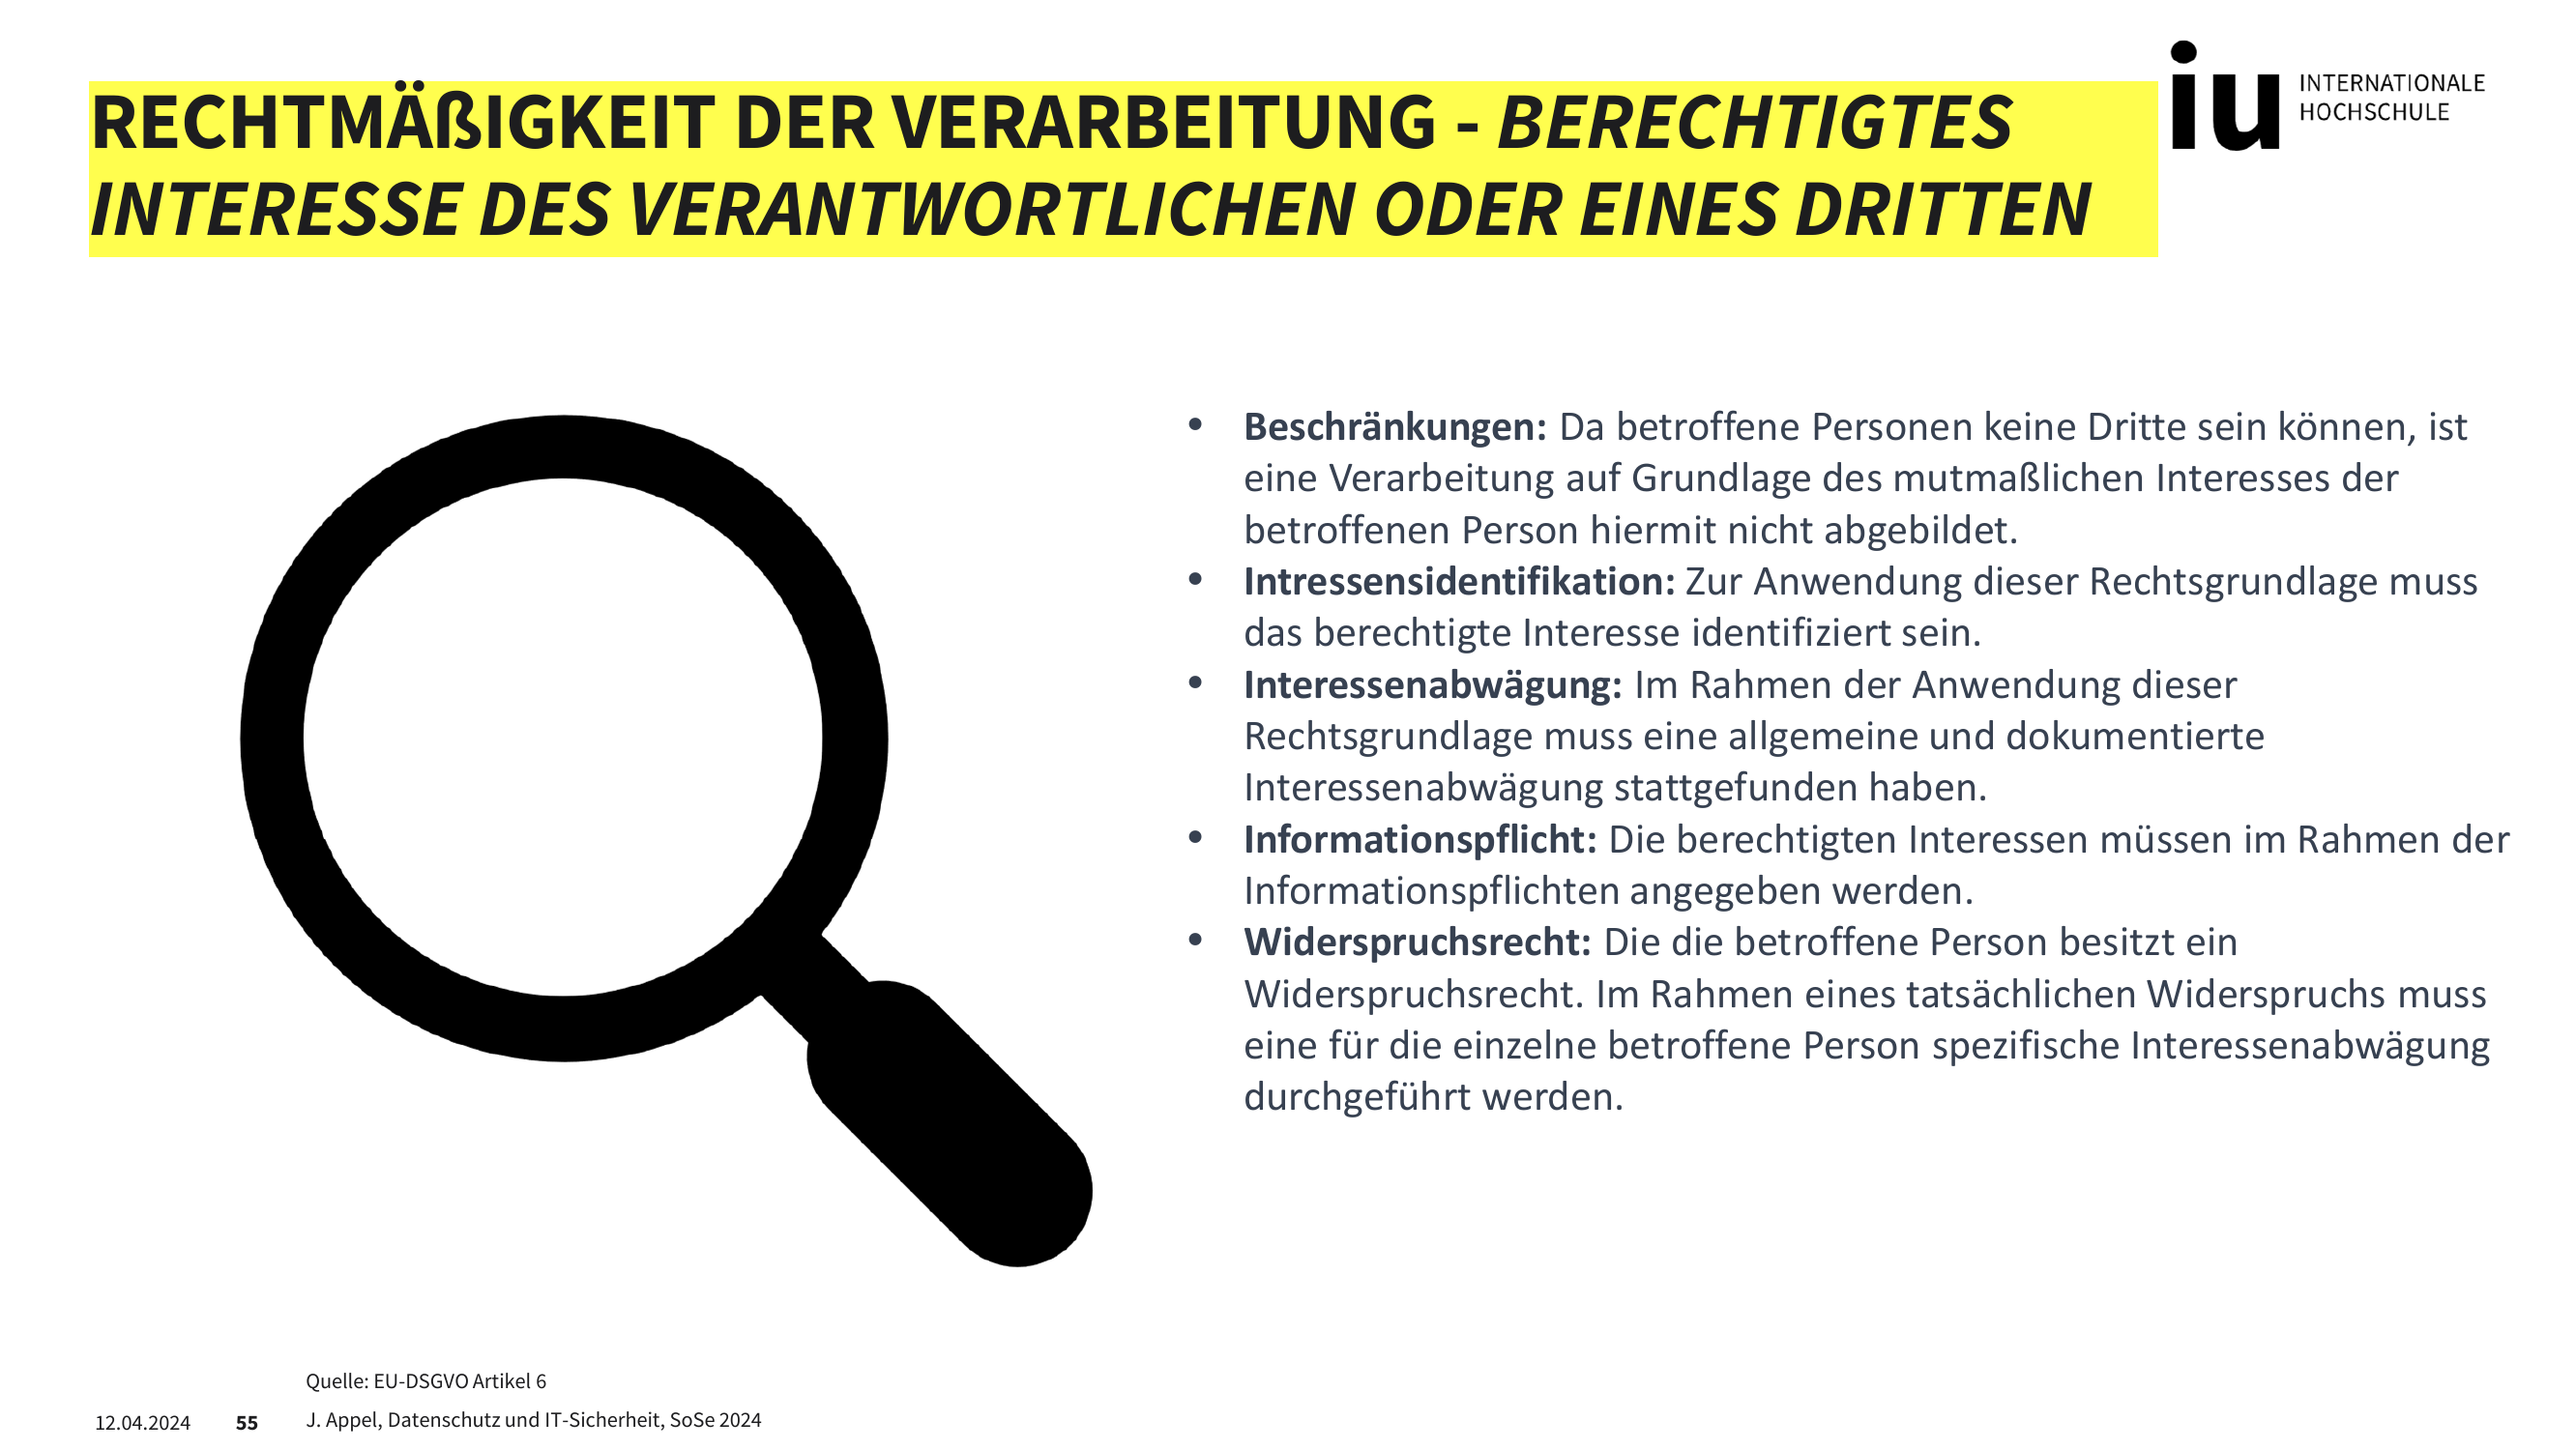 RECHTMÄßIGKEIT DER VERARBEITUNG - BERECHTIGTES
INTERESSE DES VERANTWORTLICHEN ODER EINES DRITTEN
iu INTERNATIONALE
HOCHSCHULE
• Beschränkungen: Da betroffene Personen keine Dritte sein können, ist
eine Verarbeitung auf Grundlage des mutmaßlichen Interesses der
betroffenen Person hiermit nicht abgebildet.
• Intressensidentifikation: Zur Anwendung dieser Rechtsgrundlage muss
das berechtigte Interesse identifiziert sein.
• Interessenabwägung: Im Rahmen der Anwendung dieser
Rechtsgrundlage muss eine allgemeine und dokumentierte
Interessenabwägung stattgefunden haben.
• Informationspflicht: Die berechtigten Interessen müssen im Rahmen der
Informationspflichten angegeben werden.
• Widerspruchsrecht: Die die betroffene Person besitzt ein
Widerspruchsrecht. Im Rahmen eines tatsächlichen Widerspruchs muss
eine für die einzelne betroffene Person spezifische Interessenabwägung
durchgeführt werden.
Quelle: EU-DSGVO Artikel 6
12.04.2024 55 J. Appel, Datenschutz und IT-Sicherheit, SoSe 2024